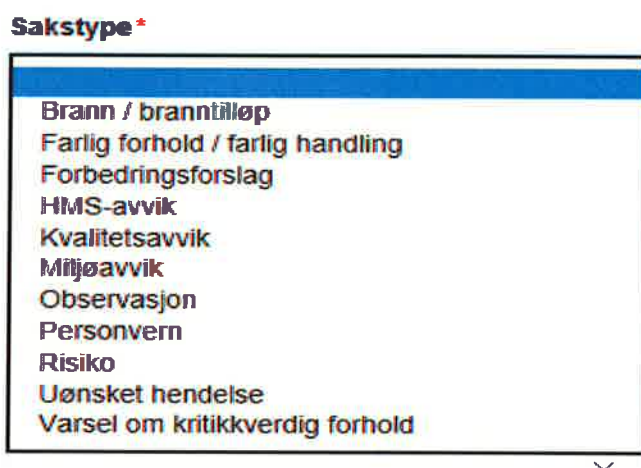 Sakstype*
Brann / branntilløp
Farlig forhold / farlig handling
Forbedringsforslag
HMS-avvik
Kvalitetsavvik
Miljøavvik
Observasjon
Personvern
Risiko
Uønsket hendelse
Varsel om kritikkverdig forhold